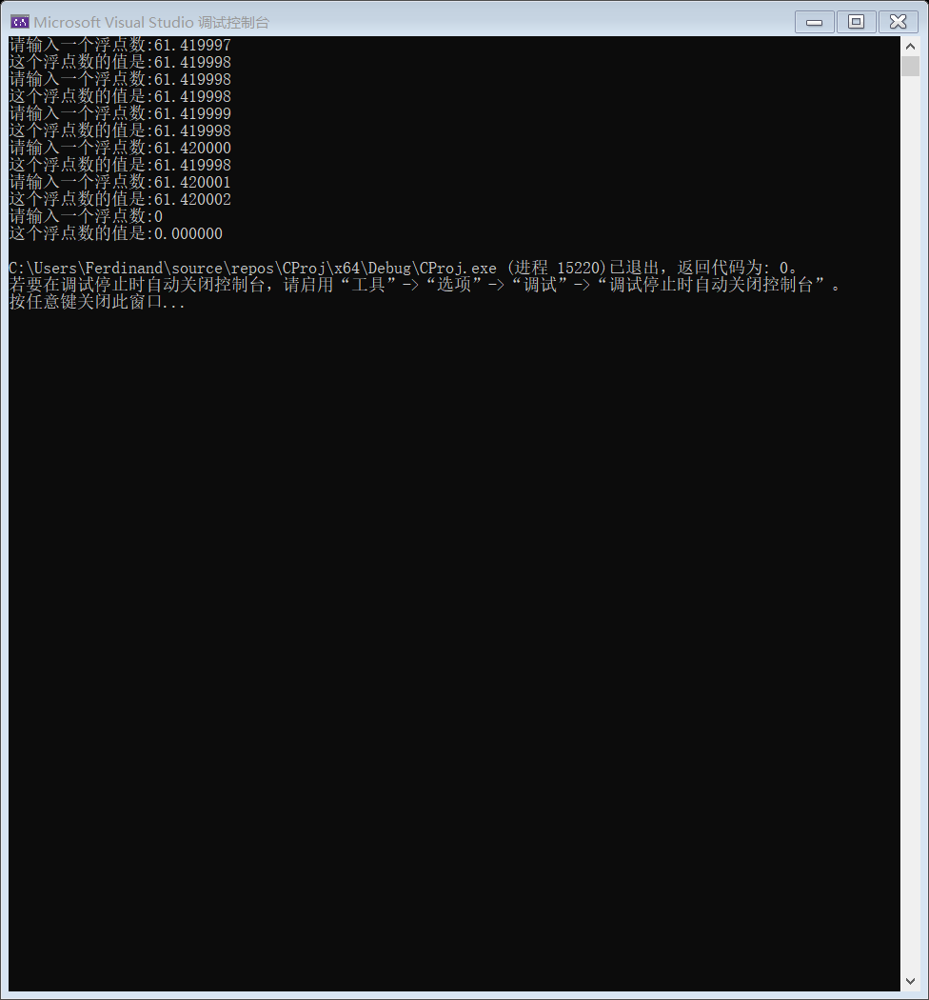 Microsoft Visual Studio 调试控制台
请输入一个浮点数:61.419997
这个浮点数的值是:61.419998
请输入一个浮点数:61.419998
这个浮点数的值是:61.419998
请输入一个浮点数:61.419999
这个浮点数的值是:61.419998
请输入一个浮点数:61.420000
这个浮点数的值是:61.419998
请输入一个浮点数:61.420001
这个浮点数的值是:61.420002
请输入一个浮点数:0
这个浮点数的值是:0.000000
C:\Users\Ferdinand\source\repos\CProj\x64\Debug\CProj.exe (进程 15220)已退出，返回代码为: 0。
若要在调试停止时自动关闭控制台，请启用“工具”->“选项”->“调试”->“调试停止时自动关闭控制台”。
按任意键关闭此窗口...